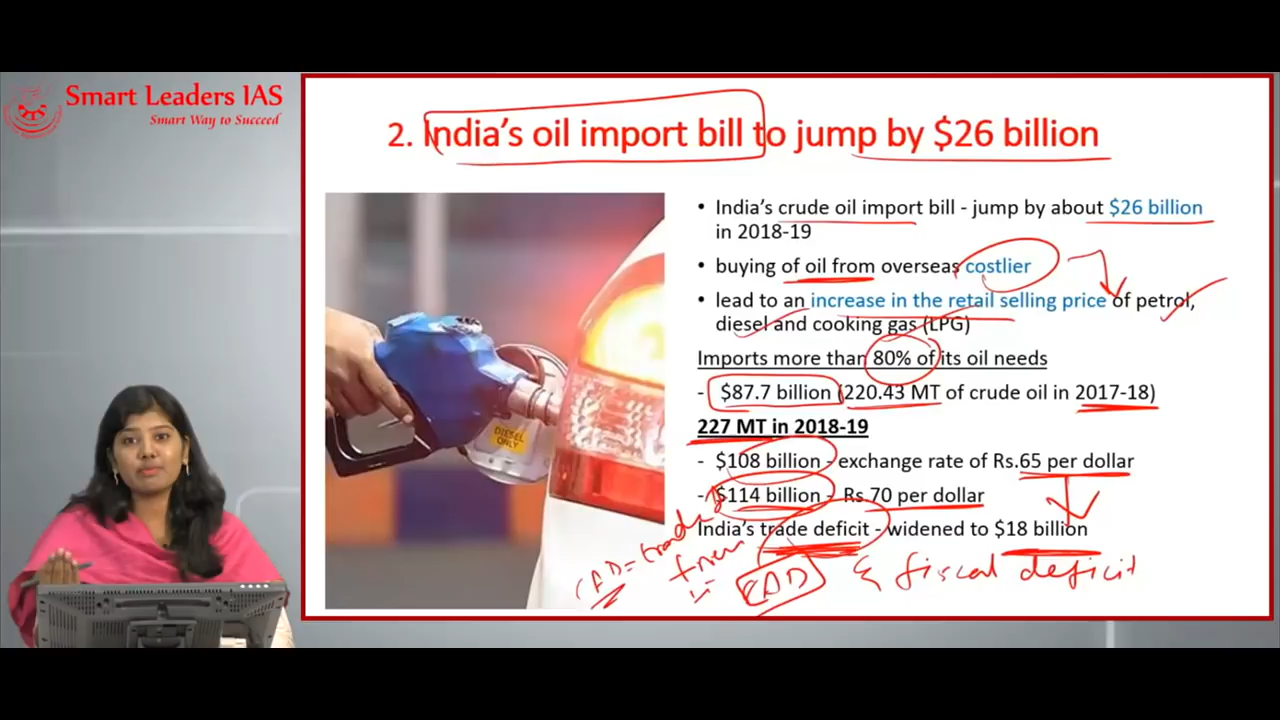 Smart Leaders IAS
Smart Way to Succeed
2. India's oil import bill to jump by $26 billion
• India's crude oil import bill - jump by about $26 billion
in 2018-19
• buying of oil from overseas costlier
• lead to an increase in the retail selling price of petrol,
diesel and cooking gas (LPG)
Imports more than 80% of its oil needs
- $87.7 billion (220.43 MT of crude oil in 2017-18)
227 MT in 2018-19
- $108 billion - exchange rate of Rs.65 per dollar
- $114 billion - Rs.70 per dollar
India's trade deficit - widened to $18 billion
CAD = trade
CAD & fiscal deficit
DIESEL
ONLY